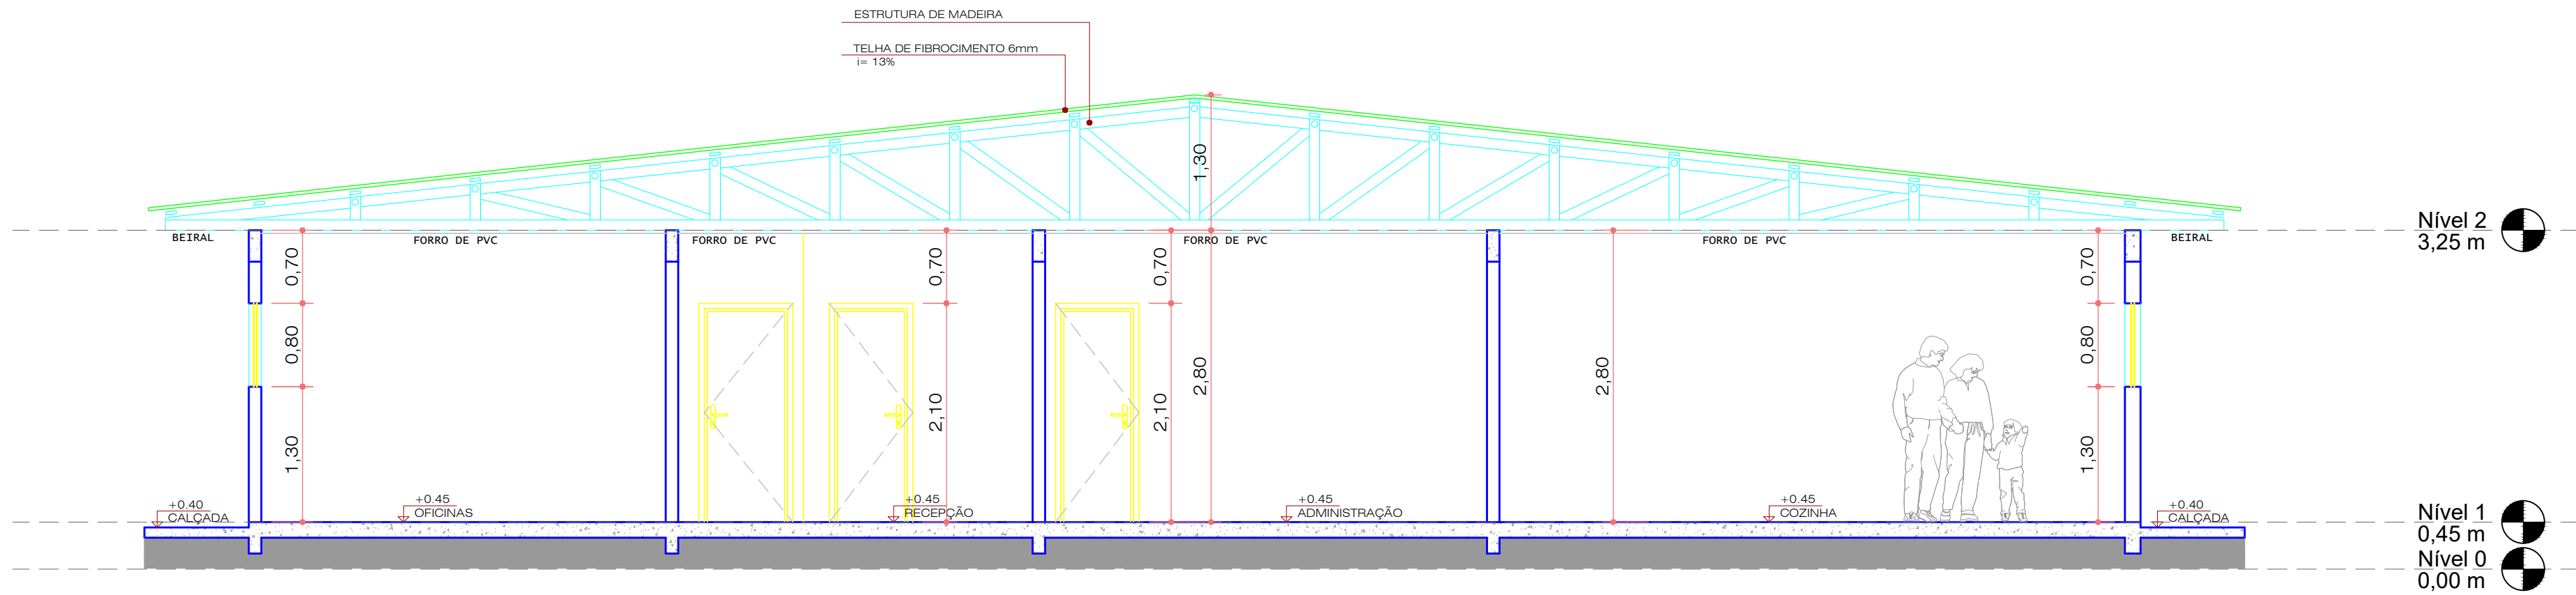 ESTRUTURA DE MADEIRA
TELHA DE FIBROCIMENTO 6mm
i= 13%
1,30
BEIRAL
FORRO DE PVC
FORRO DE PVC
FORRO DE PVC
FORRO DE PVC
BEIRAL
Nível 2
3,25 m
0,70
0,70
0,70
0,70
0,80
2,80
2,80
0,80
1,30
2,10
2,10
1,30
+0.40
CALÇADA
+0.45
OFICINAS
+0.45
RECEPÇÃO
+0.45
ADMINISTRAÇÃO
+0.45
COZINHA
+0.40
CALÇADA
Nível 1
0,45 m
Nível 0
0,00 m